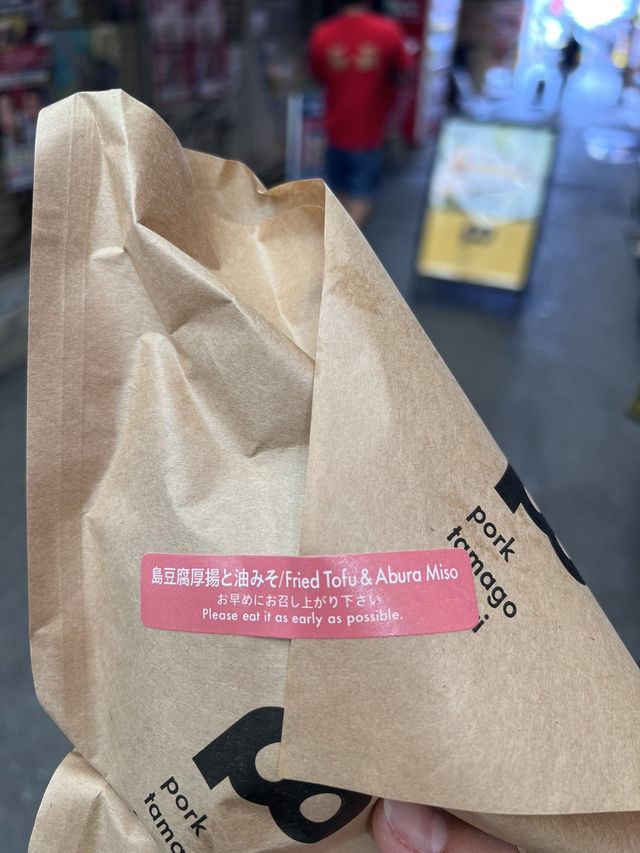 島豆腐厚揚と油みそ/Fried Tofu & Abura Miso
お早めにお召し上がり下さい
Please eat it as early as possible.
pork
tamago
pork